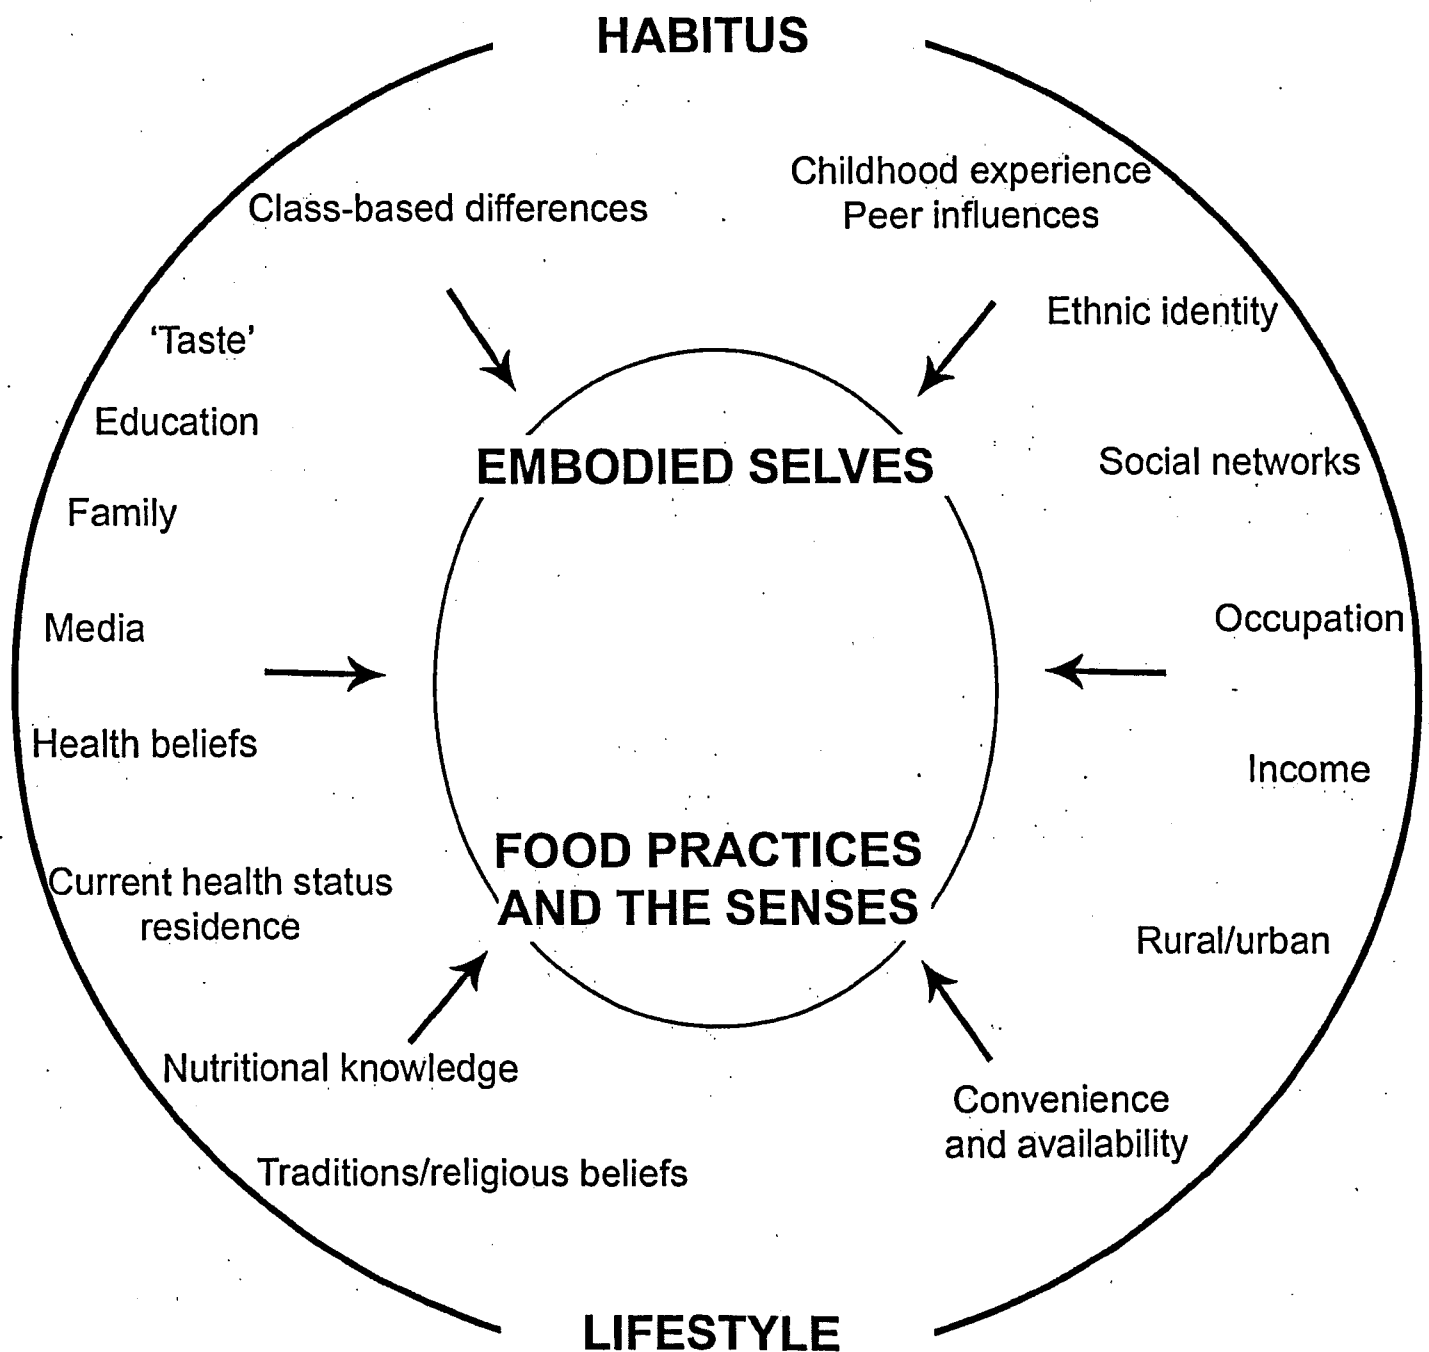 HABITUS
Childhood experience
Peer influences
Class-based differences
Ethnic identity
'Taste'
Education
Social networks
EMBODIED SELVES
Family
Media
Occupation
Health beliefs
Income
FOOD PRACTICES
AND THE SENSES
Current health status
residence
Rural/urban
Nutritional knowledge
Convenience
and availability
Traditions/religious beliefs
LIFESTYLE